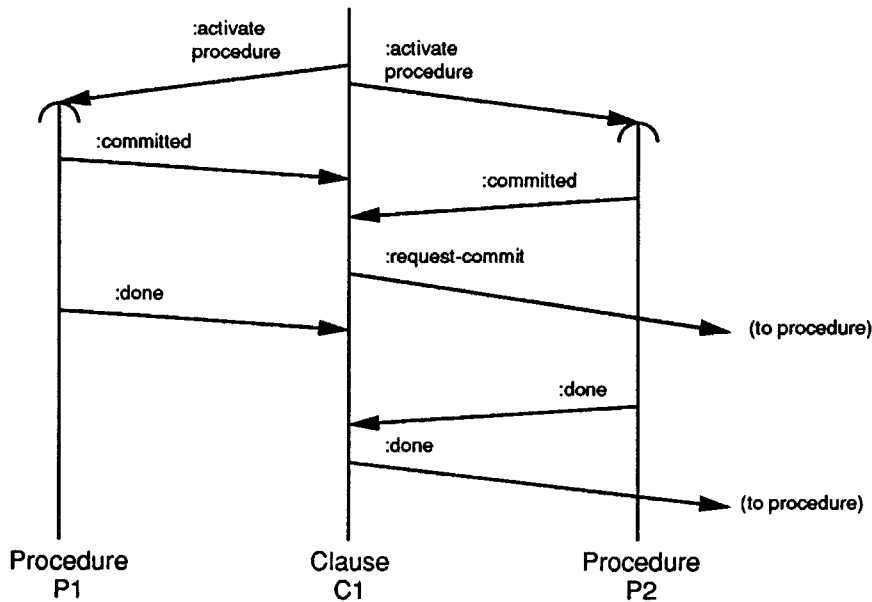 :activate
procedure
:activate
procedure
:committed
:committed
:request-commit
:done
(to procedure)
:done
:done
(to procedure)
Procedure
P1
Clause
C1
Procedure
P2